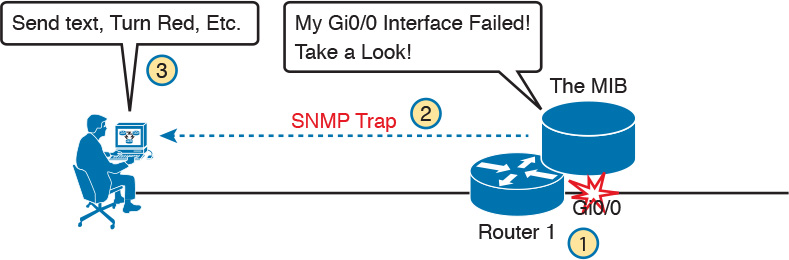 Send text, Turn Red, Etc.
My Gi0/0 Interface Failed!
Take a Look!
3
The MIB
SNMP Trap
2
Gi0/0
Router 1
1